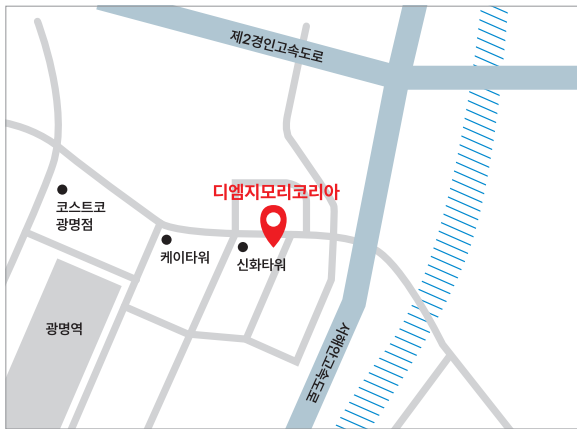 제2경인고속도로
디엠지모리코리아
코스트코
광명점
케이타워
신화타워
광명역
서해안고속도로